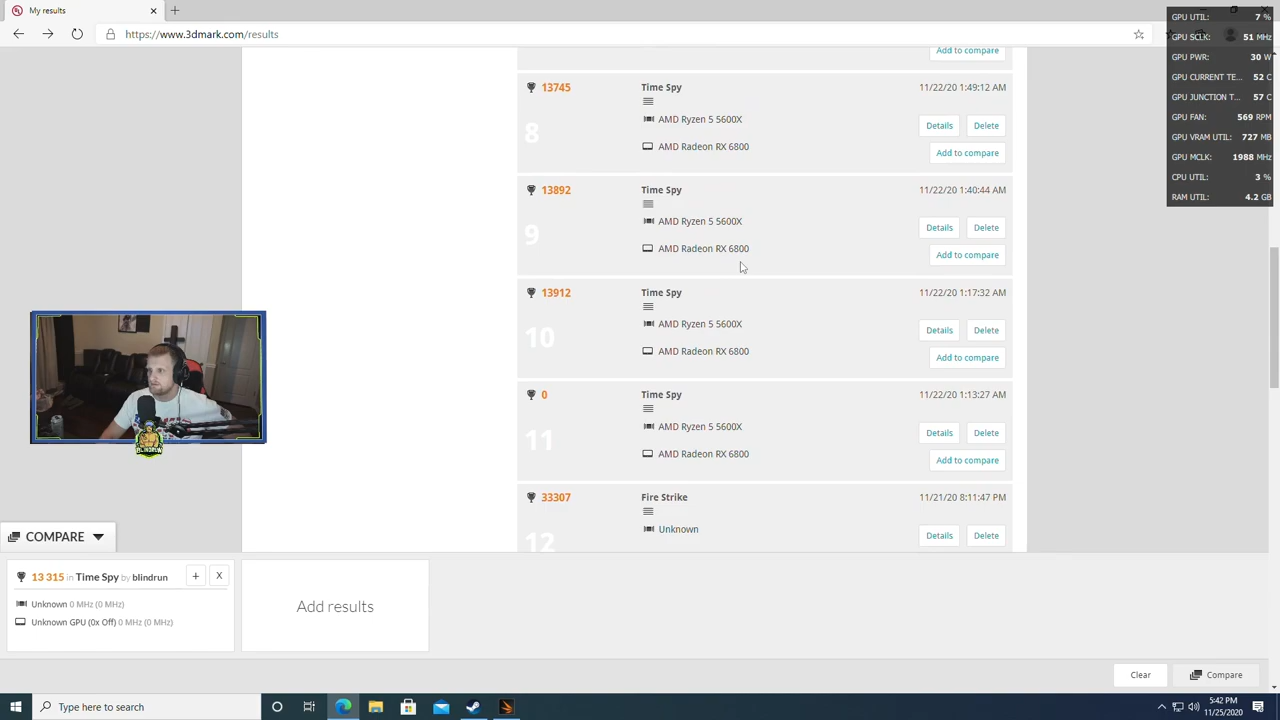 My results
https://www.3dmark.com/results
GPU UTIL: 7 %
GPU SCLK: 51 MHz
GPU PWR: 30 W
GPU CURRENT TE... 52 C
GPU JUNCTION T... 57 C
GPU FAN: 569 RPM
GPU VRAM UTIL: 727 MB
GPU MCLK: 1988 MHz
CPU UTIL: 3 %
RAM UTIL: 4.2 GB
Add to compare
13745 Time Spy 11/22/20 1:49:12 AM
8 AMD Ryzen 5 5600X Details Delete
AMD Radeon RX 6800 Add to compare
13892 Time Spy 11/22/20 1:40:44 AM
9 AMD Ryzen 5 5600X Details Delete
AMD Radeon RX 6800 Add to compare
13912 Time Spy 11/22/20 1:17:32 AM
10 AMD Ryzen 5 5600X Details Delete
AMD Radeon RX 6800 Add to compare
0 Time Spy 11/22/20 1:13:27 AM
11 AMD Ryzen 5 5600X Details Delete
AMD Radeon RX 6800 Add to compare
33307 Fire Strike 11/21/20 8:11:47 PM
12 Unknown Details Delete
BLINDRUN
COMPARE
13 315 in Time Spy by blindrun + X
Unknown 0 MHz (0 MHz)
Unknown GPU (0x Off) 0 MHz (0 MHz)
Add results
Clear Compare
Type here to search
5:42 PM
11/25/2020